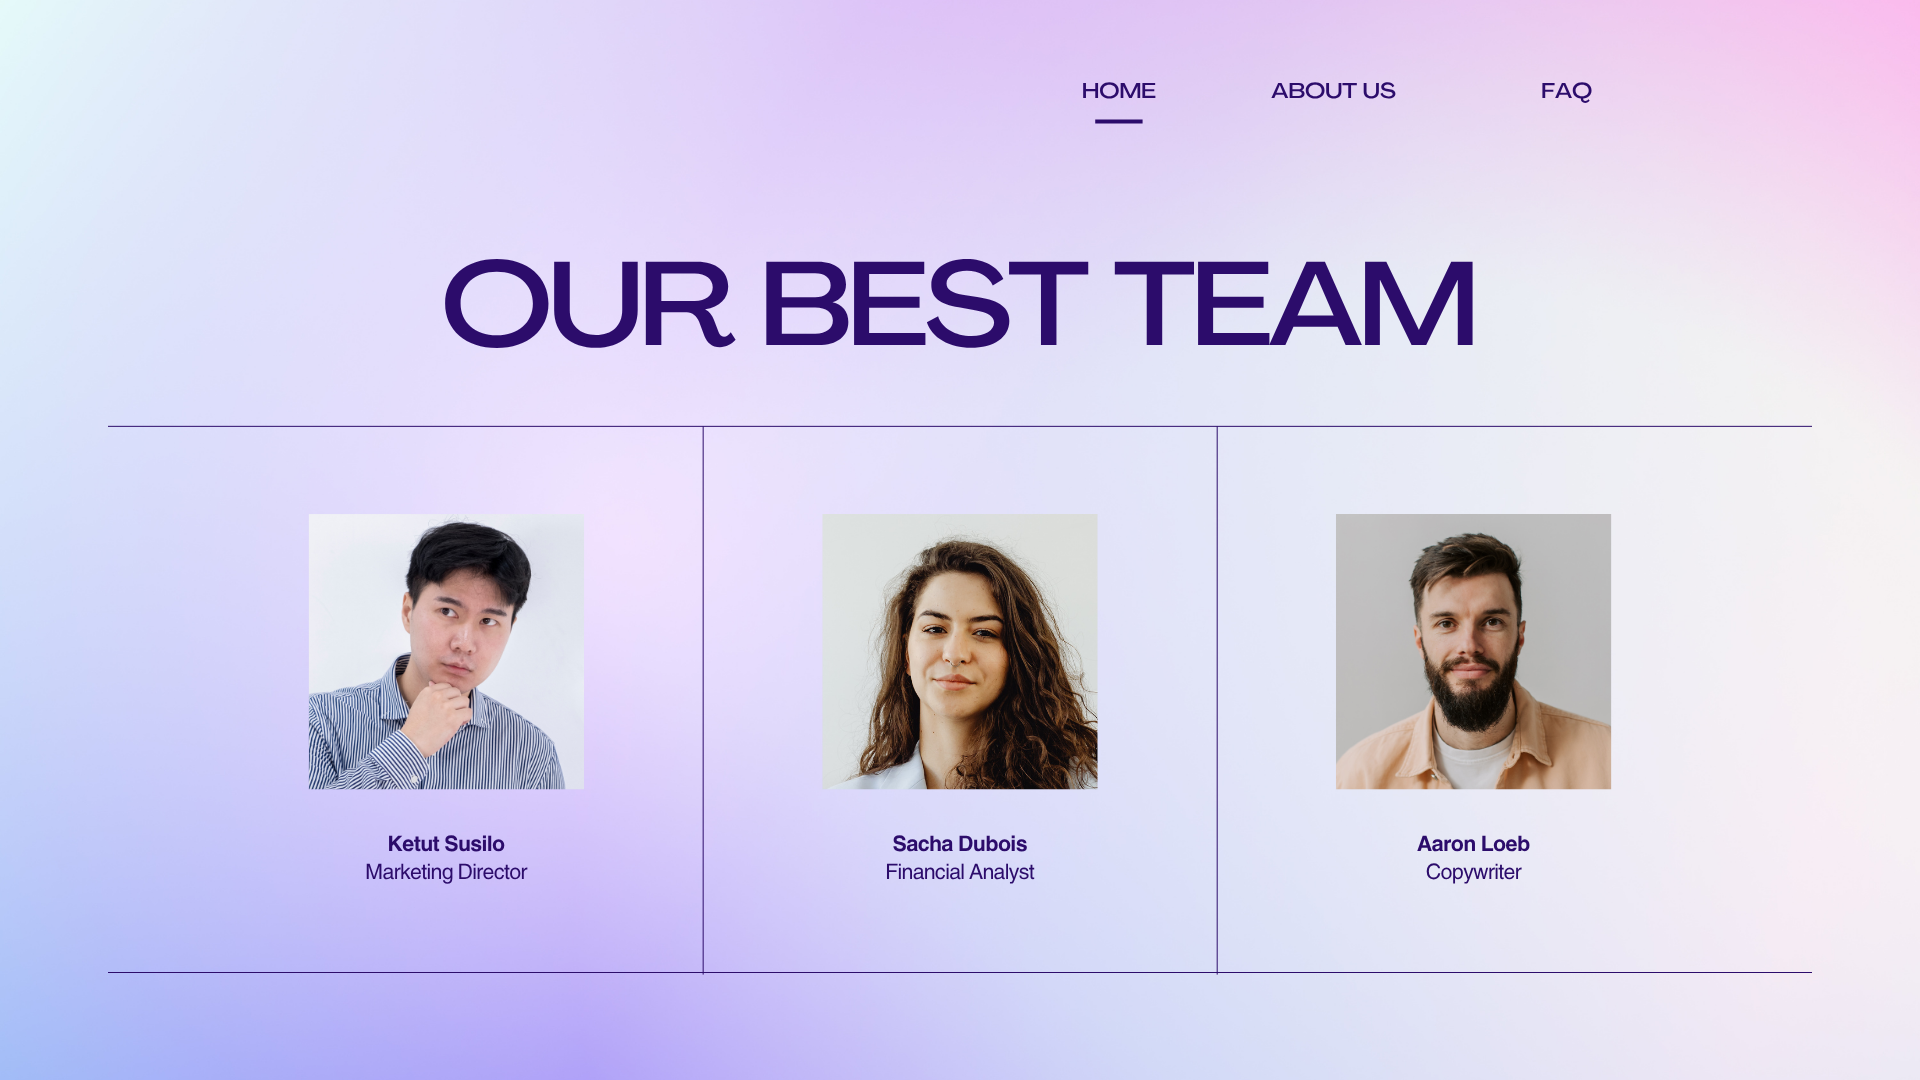 HOME
ABOUT US
FAQ
OUR BEST TEAM
Ketut Susilo
Marketing Director
Sacha Dubois
Financial Analyst
Aaron Loeb
Copywriter